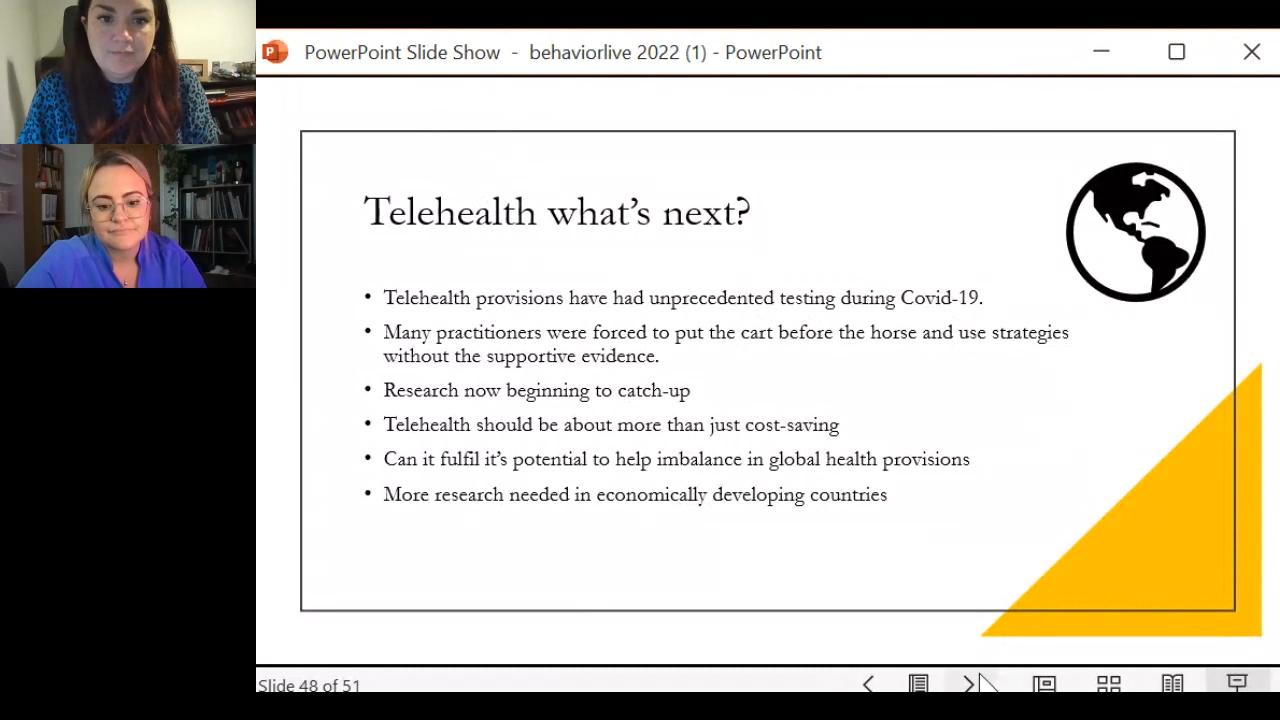 PowerPoint Slide Show - behaviorlive 2022 (1) - PowerPoint
Telehealth what's next?
• Telehealth provisions have had unprecedented testing during Covid-19.
• Many practitioners were forced to put the cart before the horse and use strategies
without the supportive evidence.
• Research now beginning to catch-up
• Telehealth should be about more than just cost-saving
• Can it fulfil it's potential to help imbalance in global health provisions
• More research needed in economically developing countries
Slide 48 of 51